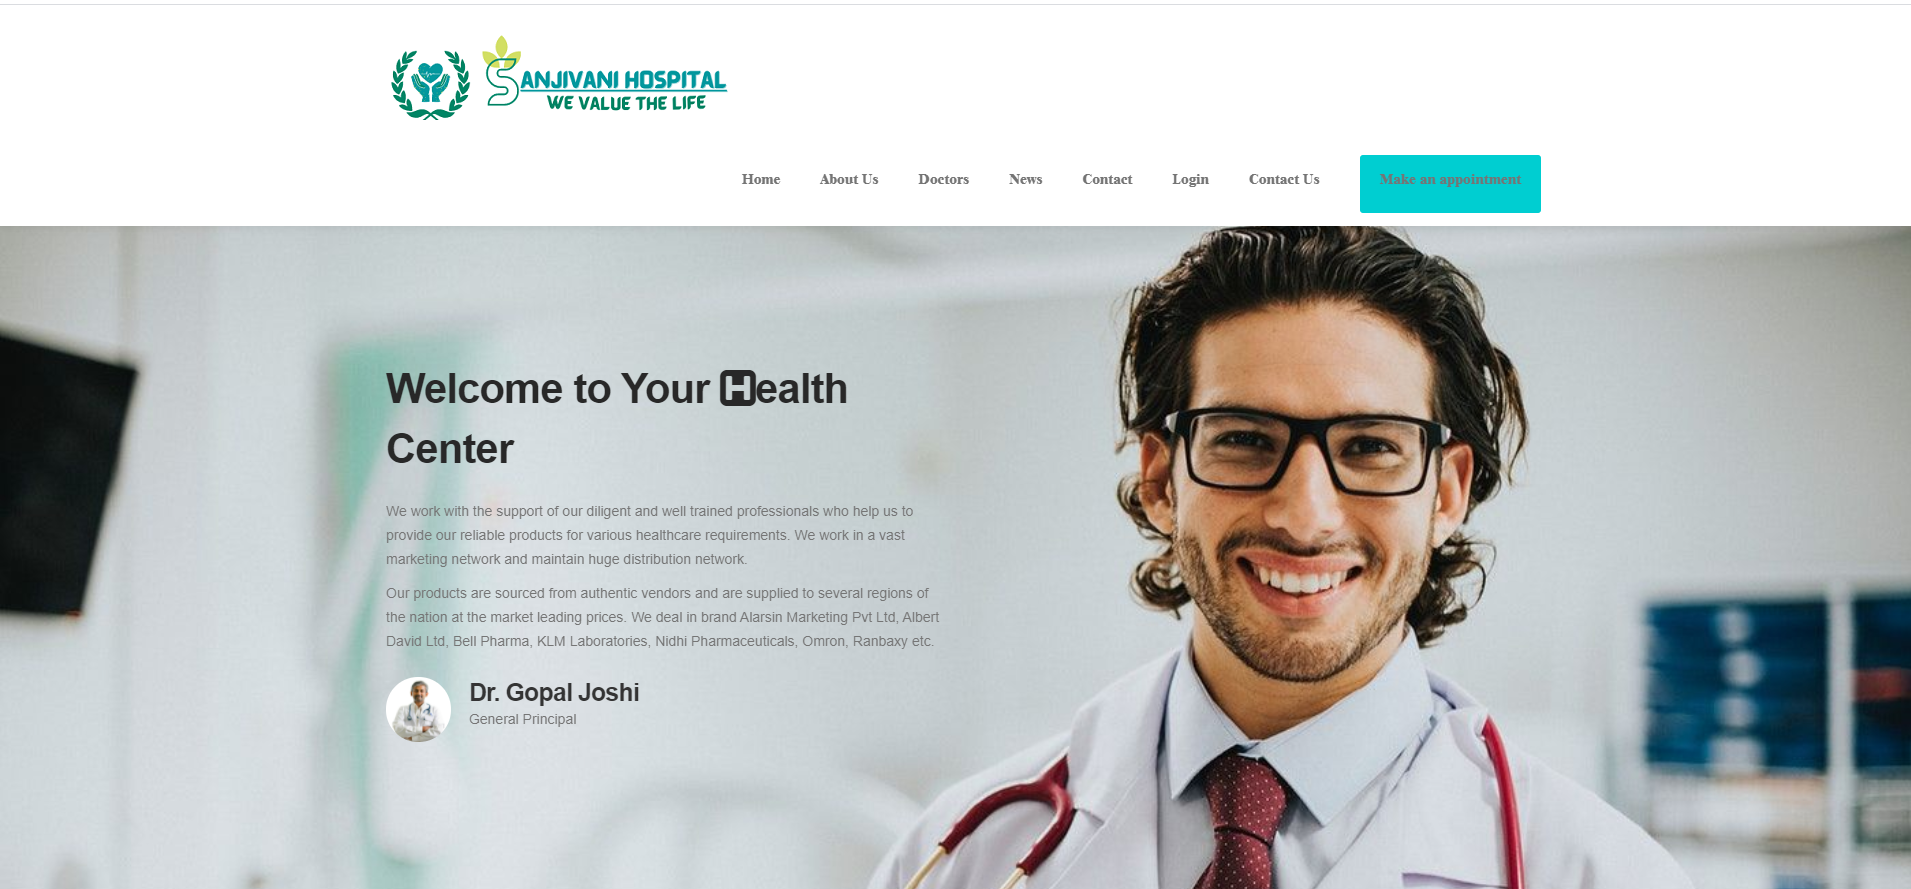 SANJIVANI HOSPITAL
WE VALUE THE LIFE
Home About Us Doctors News Contact Login Contact Us Make an appointment
Welcome to Your Health
Center
We work with the support of our diligent and well trained professionals who help us to
provide our reliable products for various healthcare requirements. We work in a vast
marketing network and maintain huge distribution network.
Our products are sourced from authentic vendors and are supplied to several regions of
the nation at the market leading prices. We deal in brand Alarsin Marketing Pvt Ltd, Albert
David Ltd, Bell Pharma, KLM Laboratories, Nidhi Pharmaceuticals, Omron, Ranbaxy etc.
Dr. Gopal Joshi
General Principal